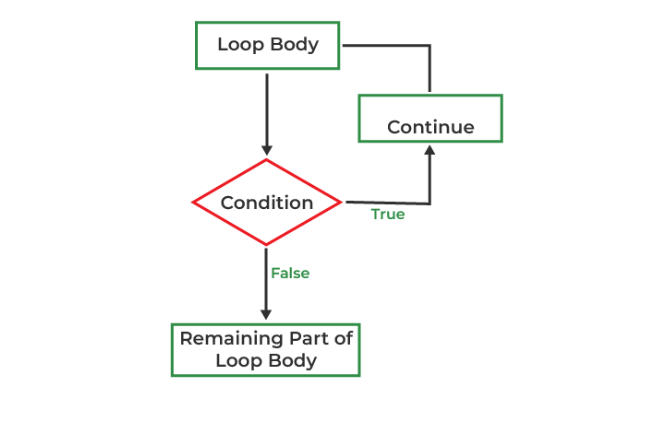 Loop Body
Continue
Condition
True
False
Remaining Part of
Loop Body